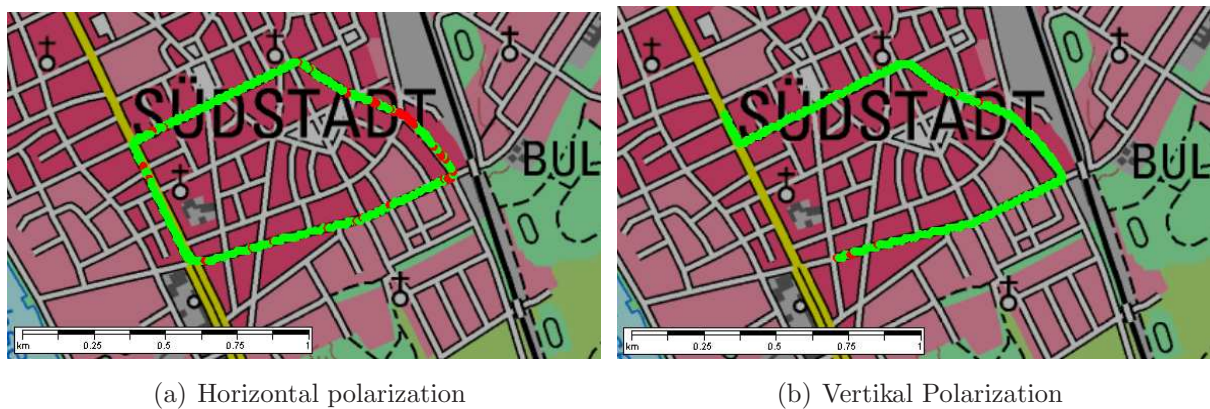 SÜDSTADT
BUL
km 0.25 0.5 0.75 1
(a) Horizontal polarization
SÜDSTADT
BUL
km 0.25 0.5 0.75 1
(b) Vertikal Polarization